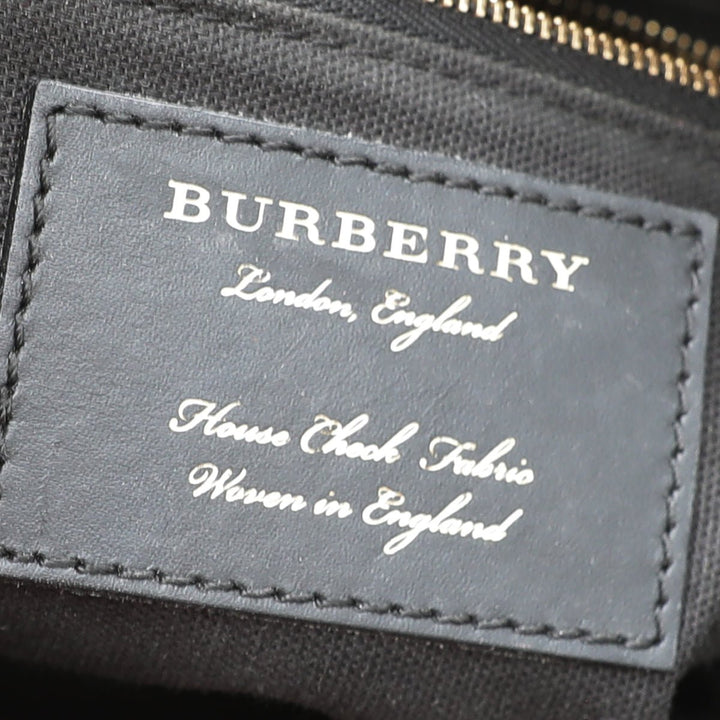 BURBERRY
London, England
House Check Fabric
Woven in England